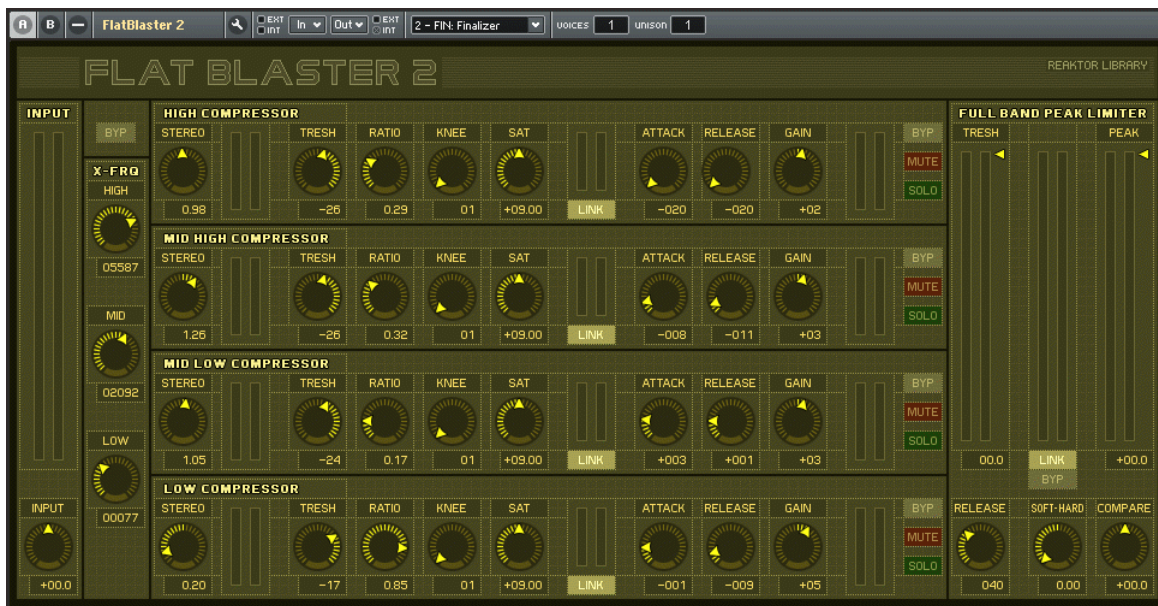 A B FlatBlaster 2 EXT INT In Out EXT INT 2 - FIN: Finalizer VOICES 1 UNISON 1
FLAT BLASTER 2 REAKTOR LIBRARY
INPUT
BYP
X-FRQ
HIGH
05587
MID
02092
LOW
00077
INPUT
+00.0
HIGH COMPRESSOR
STEREO TRESH RATIO KNEE SAT ATTACK RELEASE GAIN BYP
MUTE
SOLO
0.98 -26 0.29 01 +09.00 LINK -020 -020 +02
MID HIGH COMPRESSOR
STEREO TRESH RATIO KNEE SAT ATTACK RELEASE GAIN BYP
MUTE
SOLO
1.26 -26 0.32 01 +09.00 LINK -008 -011 +03
MID LOW COMPRESSOR
STEREO TRESH RATIO KNEE SAT ATTACK RELEASE GAIN BYP
MUTE
SOLO
1.05 -24 0.17 01 +09.00 LINK +003 +001 +03
LOW COMPRESSOR
STEREO TRESH RATIO KNEE SAT ATTACK RELEASE GAIN BYP
MUTE
SOLO
0.20 -17 0.85 01 +09.00 LINK -001 -009 +05
FULL BAND PEAK LIMITER
TRESH PEAK
00.0 LINK +00.0
BYP
RELEASE SOFT-HARD COMPARE
040 0.00 +00.0